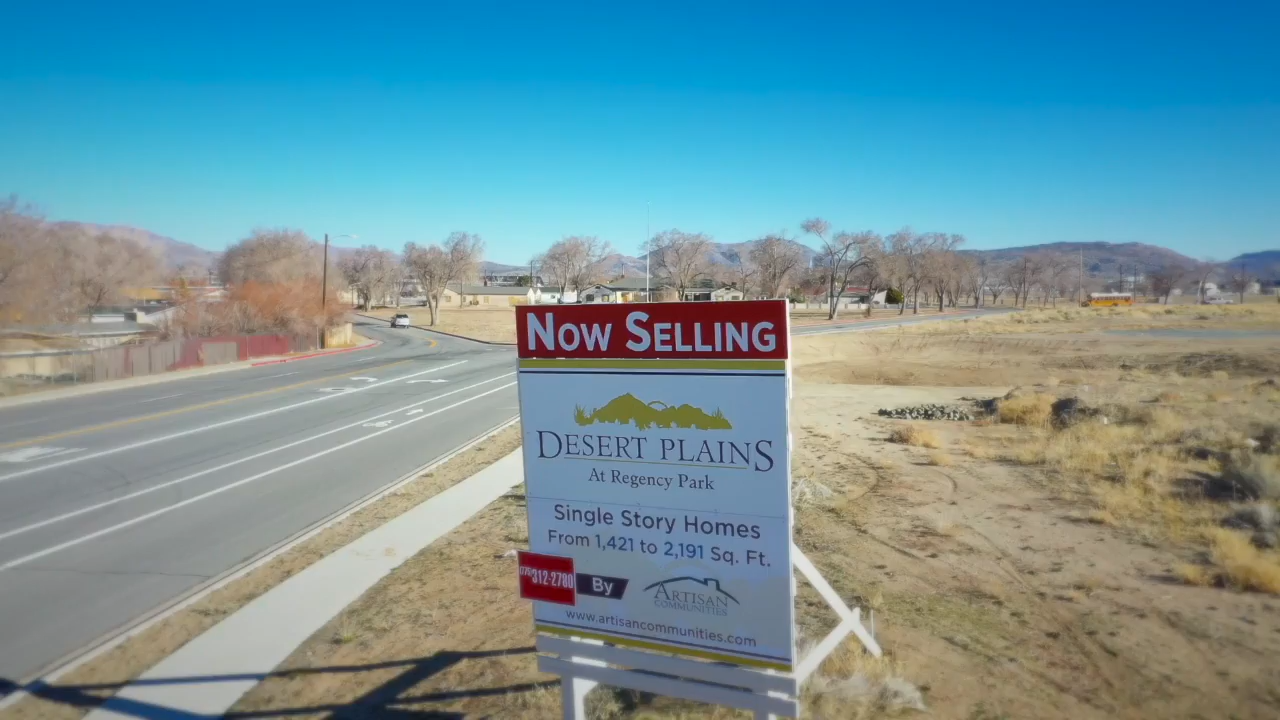 Now Selling
Desert Plains
At Regency Park
Single Story Homes
From 1,421 to 2,191 Sq. Ft.
(775)312-2780
By
Artisan
Communities
www.artisancommunities.com